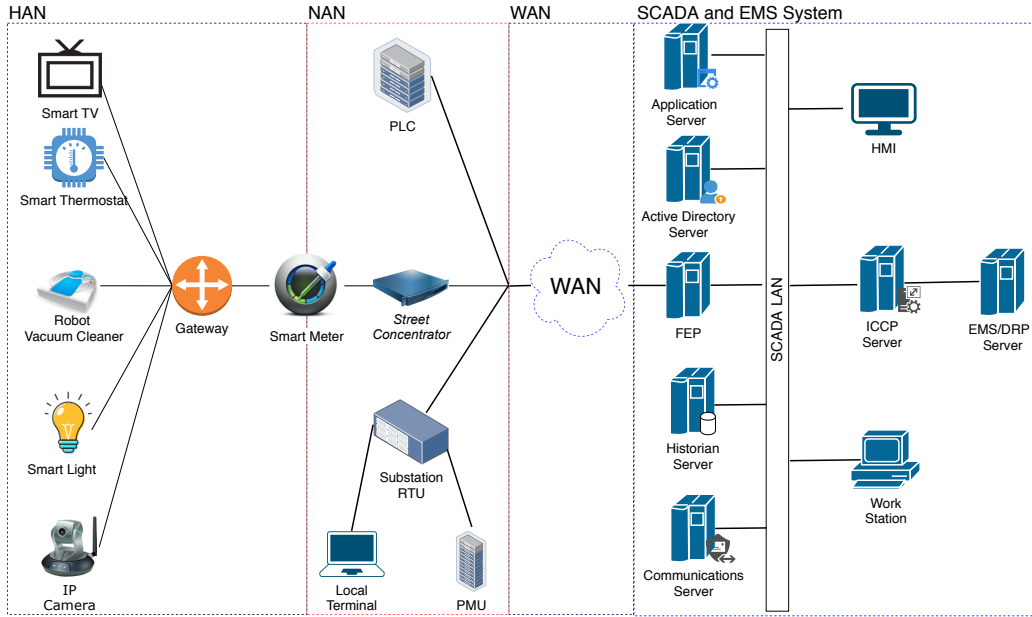 HAN
NAN
WAN
SCADA and EMS System
Smart TV
Smart Thermostat
Robot
Vacuum Cleaner
Smart Light
IP
Camera
Gateway
Smart Meter
PLC
Street
Concentrator
Substation
RTU
Local
Terminal
PMU
WAN
Application
Server
Active Directory
Server
FEP
Historian
Server
Communications
Server
SCADA LAN
HMI
ICCP
Server
EMS/DRP
Server
Work
Station